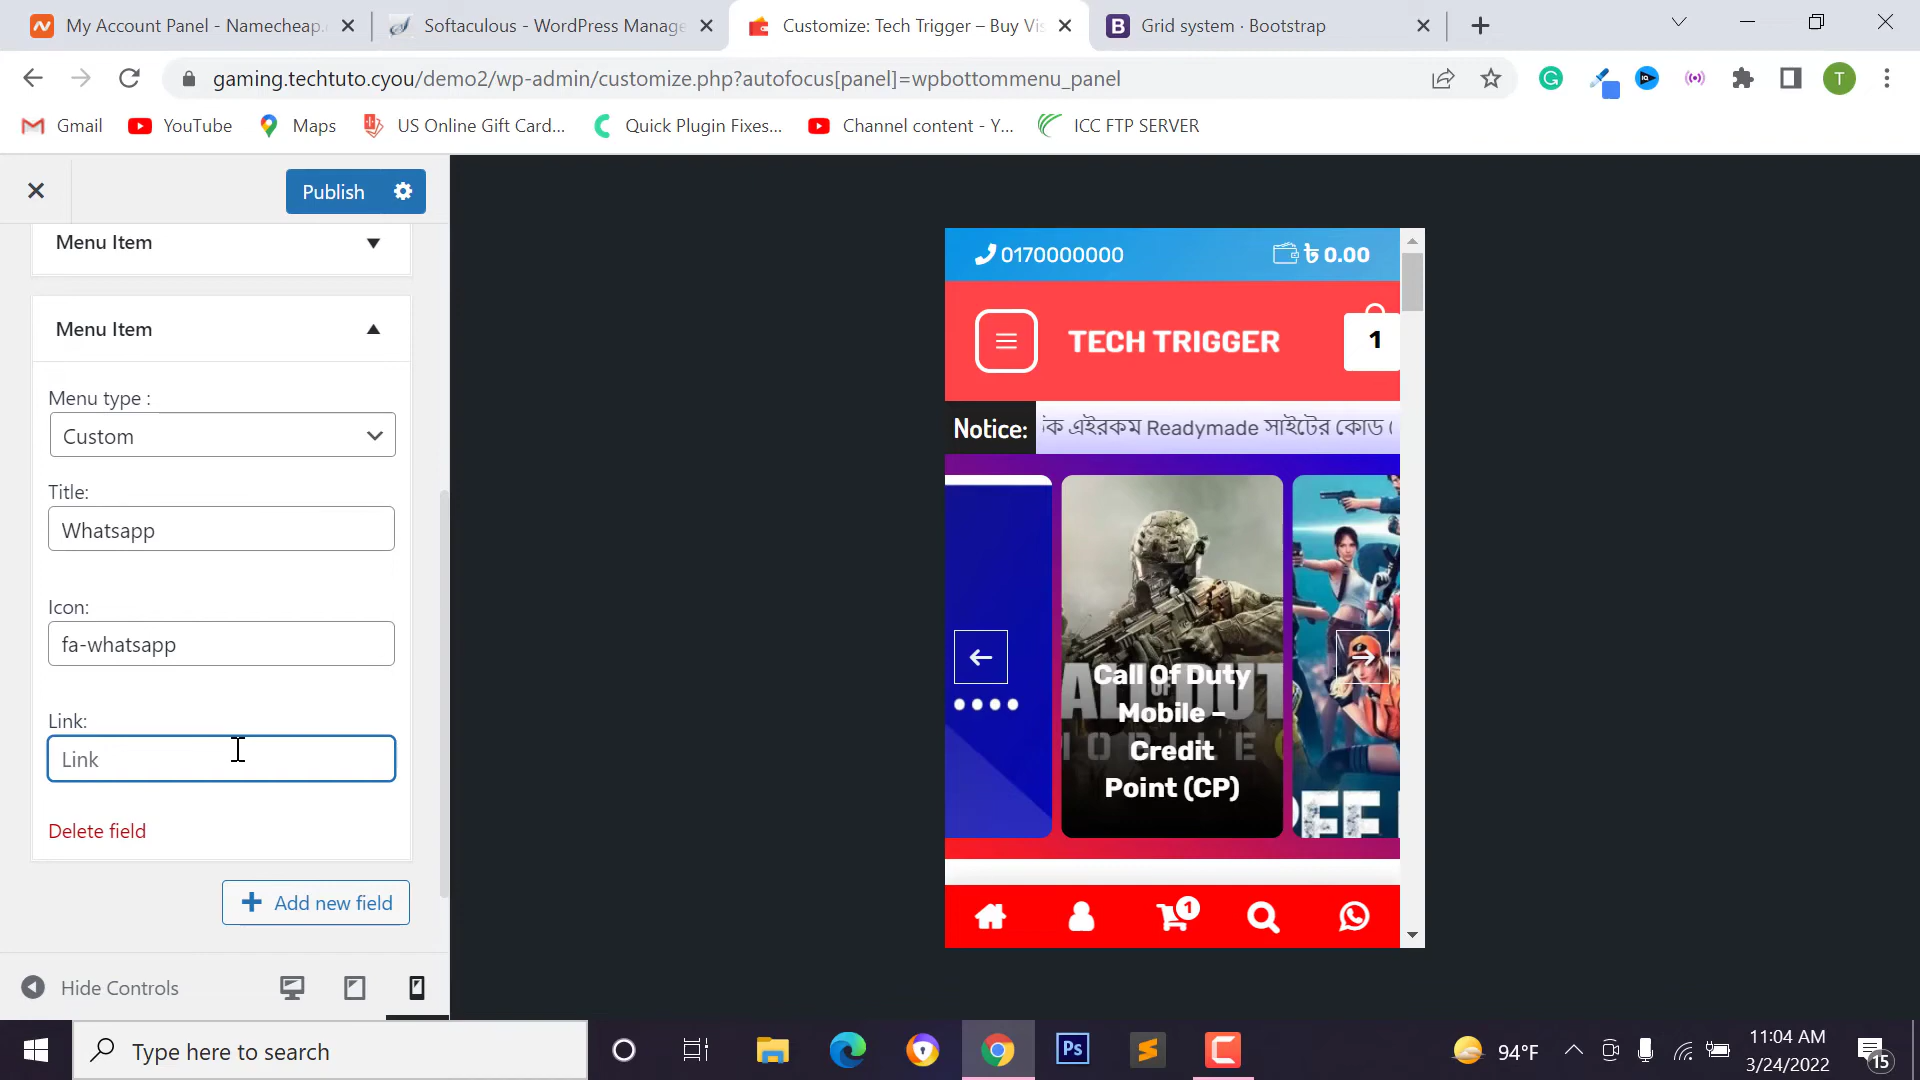 My Account Panel - Namecheap.
Softaculous - WordPress Manage
Customize: Tech Trigger – Buy Vis
Grid system · Bootstrap
gaming.techtuto.cyou/demo2/wp-admin/customize.php?autofocus[panel]=wpbottommenu_panel
T
Gmail
YouTube
Maps
US Online Gift Card...
Quick Plugin Fixes...
Channel content - Y...
ICC FTP SERVER
Publish
Menu Item
Menu Item
Menu type :
Custom
Title:
Whatsapp
Icon:
fa-whatsapp
Link:
Link
Delete field
Add new field
Hide Controls
0170000000
৳ 0.00
TECH TRIGGER
1
Notice:
এইরকম Readymade সাইটের কোড
Call Of Duty
Mobile –
Credit
Point (CP)
1
Type here to search
Ps
94°F
11:04 AM
3/24/2022
15